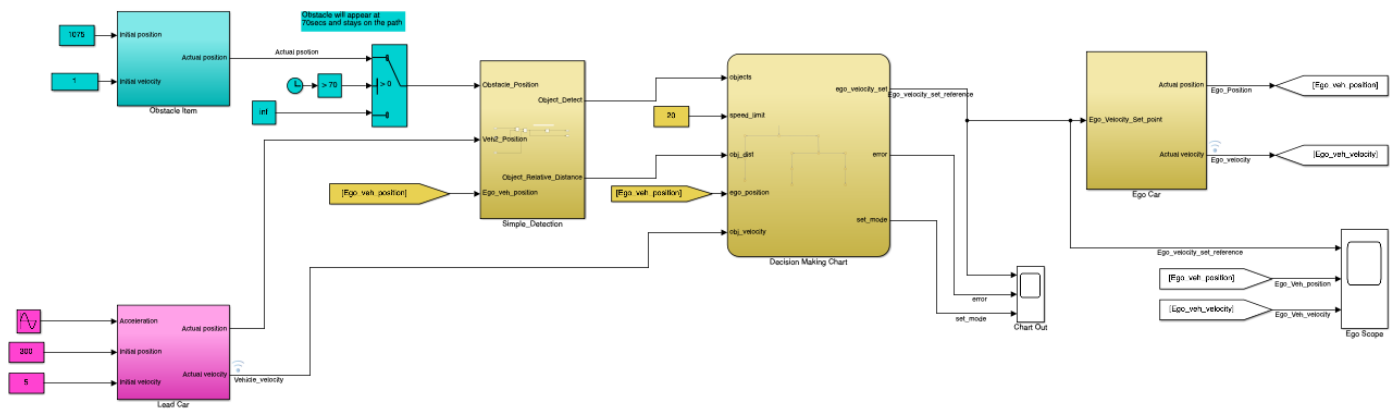 Obstacle will appear at
70secs and stays on the path
1075
1
Initial position
Initial velocity
Actual position
Obstacle Item
Actual psotion
> 70
inf
> 0
Obstacle_Position
Veh2_Position
Ego_veh_position
Object_Detect
Object_Relative_Distance
Simple_Detection
[Ego_veh_position]
20
[Ego_veh_position]
objects
speed_limit
obj_dist
ego_position
obj_velocity
ego_velocity_set
error
set_mode
Decision Making Chart
Ego_velocity_set_reference
Ego_Velocity_Set_point
Actual position
Actual velocity
Ego Car
Ego_Position
Ego_velocity
[Ego_veh_position]
[Ego_veh_velocity]
300
5
Acceleration
Initial position
Initial velocity
Actual position
Actual velocity
Lead Car
Vehicle_velocity
error
set_mode
Chart Out
Ego_velocity_set_reference
[Ego_veh_position]
Ego_Veh_position
[Ego_veh_velocity]
Ego_Veh_velocity
Ego Scope